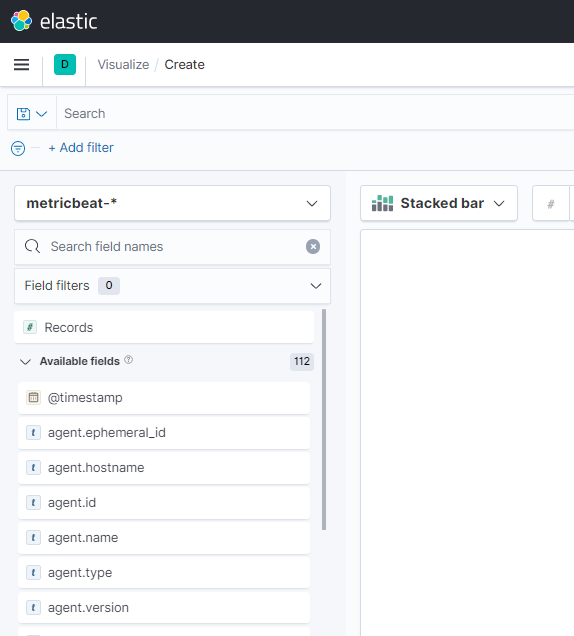 elastic
D Visualize / Create
Search
+ Add filter
metricbeat-*
Stacked bar
#
Search field names
Field filters 0
# Records
Available fields ? 112
@timestamp
t agent.ephemeral_id
t agent.hostname
t agent.id
t agent.name
t agent.type
t agent.version